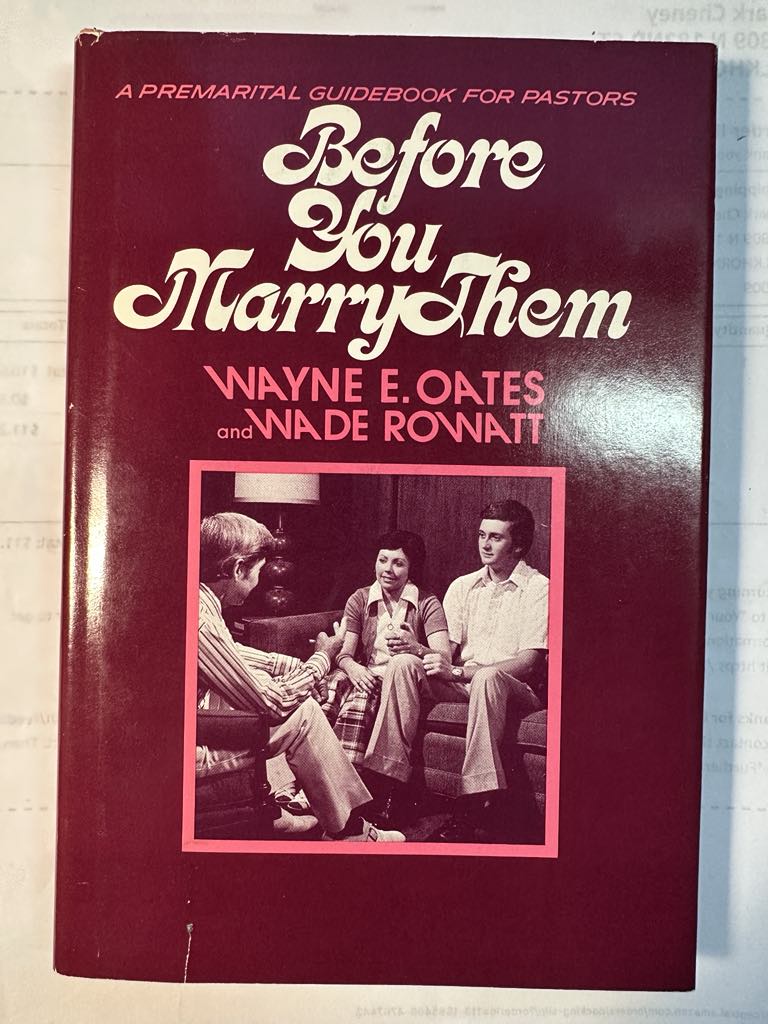 A PREMARITAL GUIDEBOOK FOR PASTORS
Before
You
Marry Them
WAYNE E. OATES
and WADE ROWATT